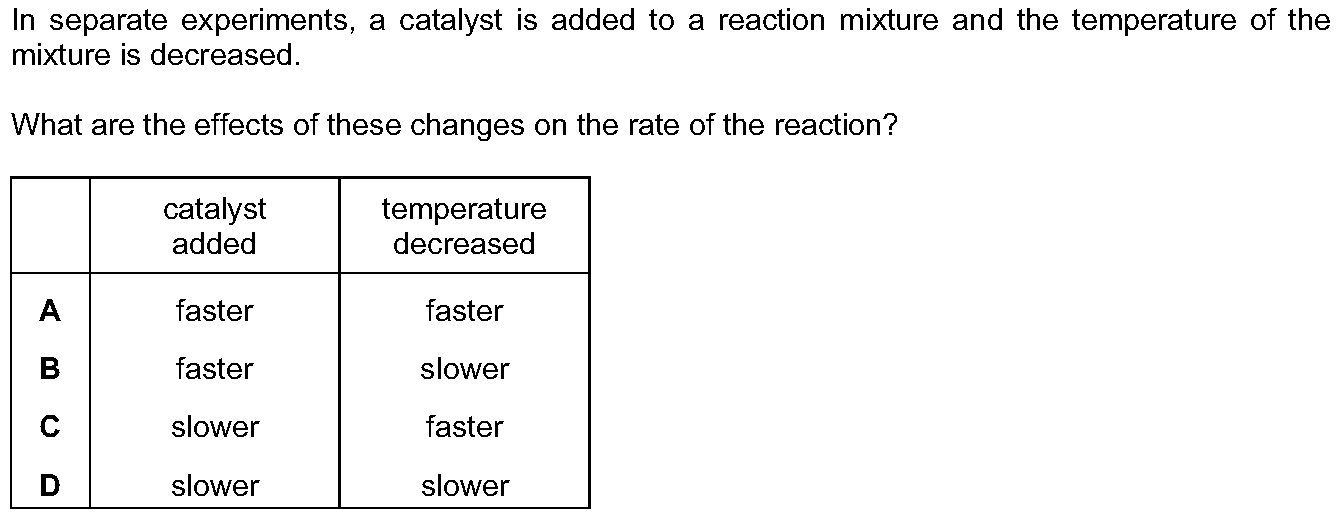 In separate experiments, a catalyst is added to a reaction mixture and the temperature of the
mixture is decreased.
What are the effects of these changes on the rate of the reaction?
catalyst temperature
added decreased
A faster faster
B faster slower
C slower faster
D slower slower